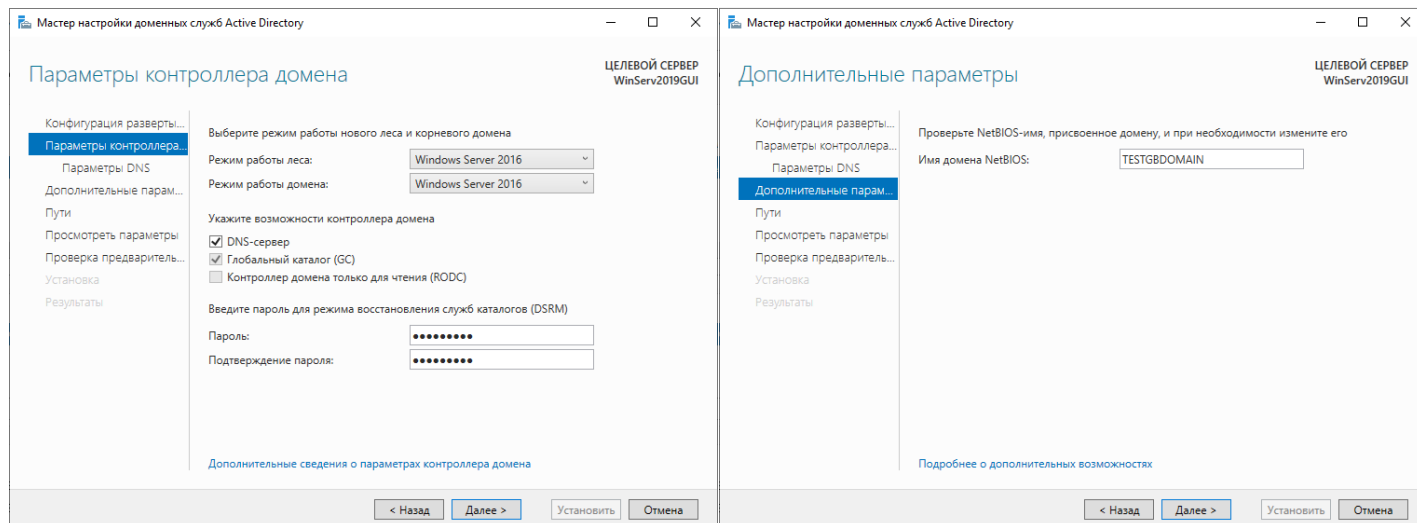 Мастер настройки доменных служб Active Directory
Параметры контроллера домена
ЦЕЛЕВОЙ СЕРВЕР
WinServ2019GUI
Конфигурация разверты...
Параметры контроллера...
Параметры DNS
Дополнительные парам...
Пути
Просмотреть параметры
Проверка предваритель...
Установка
Результаты
Выберите режим работы нового леса и корневого домена
Режим работы леса: Windows Server 2016
Режим работы домена: Windows Server 2016
Укажите возможности контроллера домена
DNS-сервер
Глобальный каталог (GC)
Контроллер домена только для чтения (RODC)
Введите пароль для режима восстановления служб каталогов (DSRM)
Пароль: •••••••••
Подтверждение пароля: •••••••••
Дополнительные сведения о параметрах контроллера домена
< Назад Далее > Установить Отмена
Мастер настройки доменных служб Active Directory
Дополнительные параметры
ЦЕЛЕВОЙ СЕРВЕР
WinServ2019GUI
Конфигурация разверты...
Параметры контроллера...
Параметры DNS
Дополнительные парам...
Пути
Просмотреть параметры
Проверка предваритель...
Установка
Результаты
Проверьте NetBIOS-имя, присвоенное домену, и при необходимости измените его
Имя домена NetBIOS: TESTGBDOMAIN
Подробнее о дополнительных возможностях
< Назад Далее > Установить Отмена